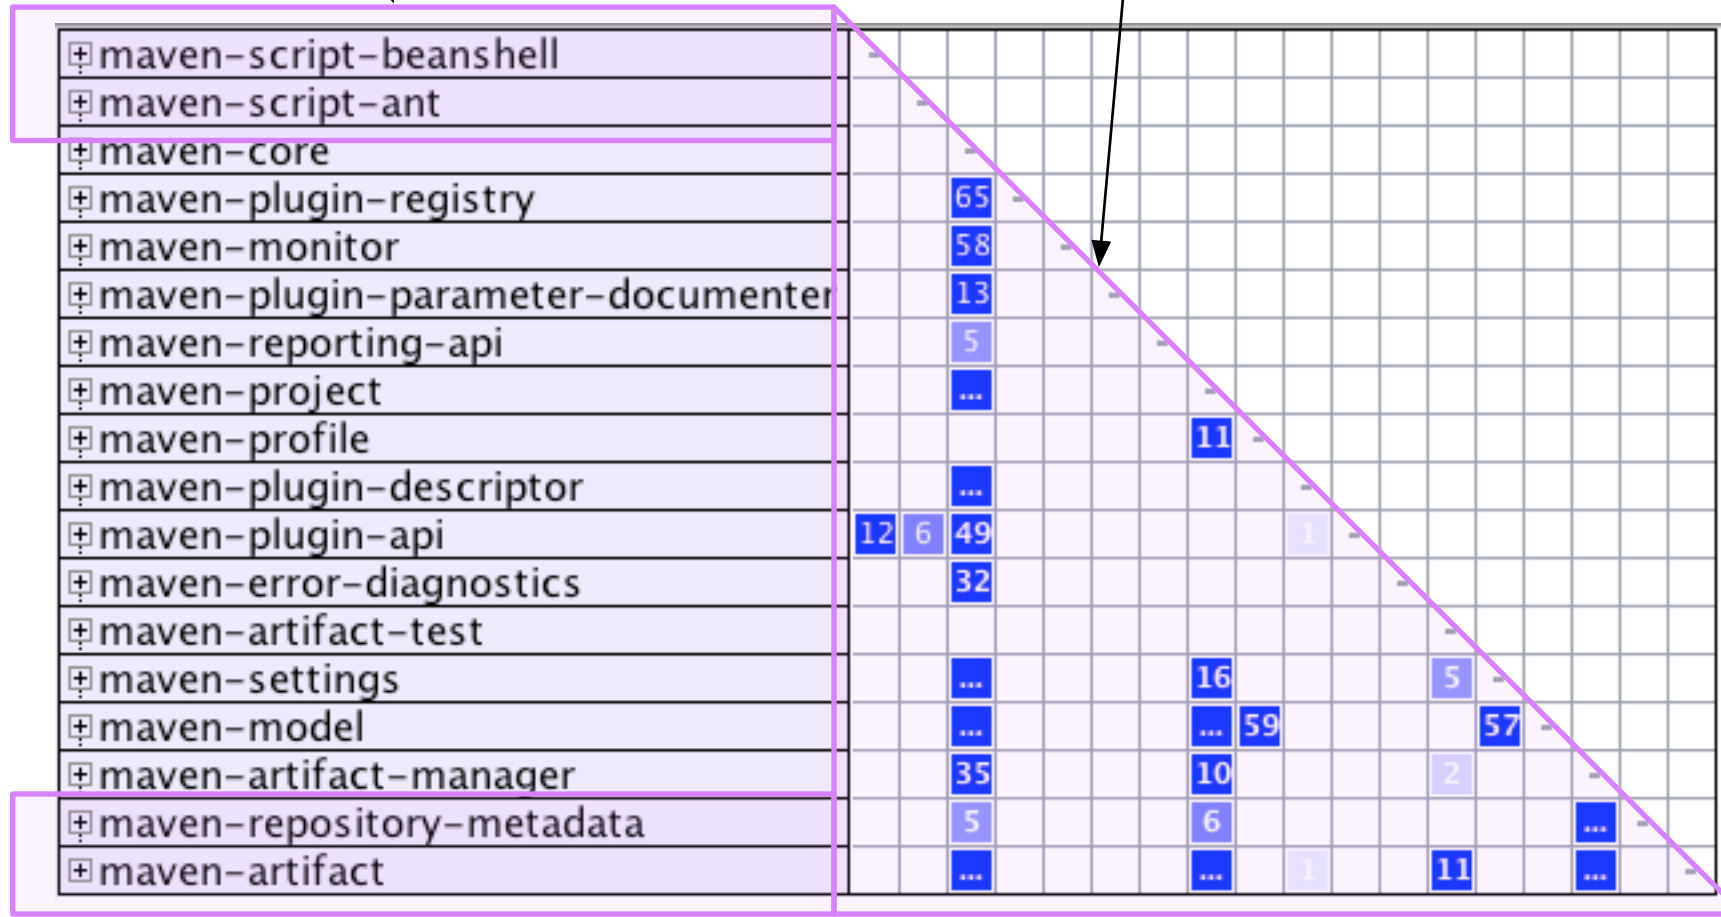 maven-script-beanshell -
maven-script-ant -
maven-core -
maven-plugin-registry 65 -
maven-monitor 58 -
maven-plugin-parameter-documenter 13 -
maven-reporting-api 5 -
maven-project ... -
maven-profile 11 -
maven-plugin-descriptor ... -
maven-plugin-api 12 6 49 1 -
maven-error-diagnostics 32 -
maven-artifact-test -
maven-settings ... 16 5 -
maven-model ... ... 59 57 -
maven-artifact-manager 35 10 2 -
maven-repository-metadata 5 6 ... -
maven-artifact ... ... 1 11 ... -